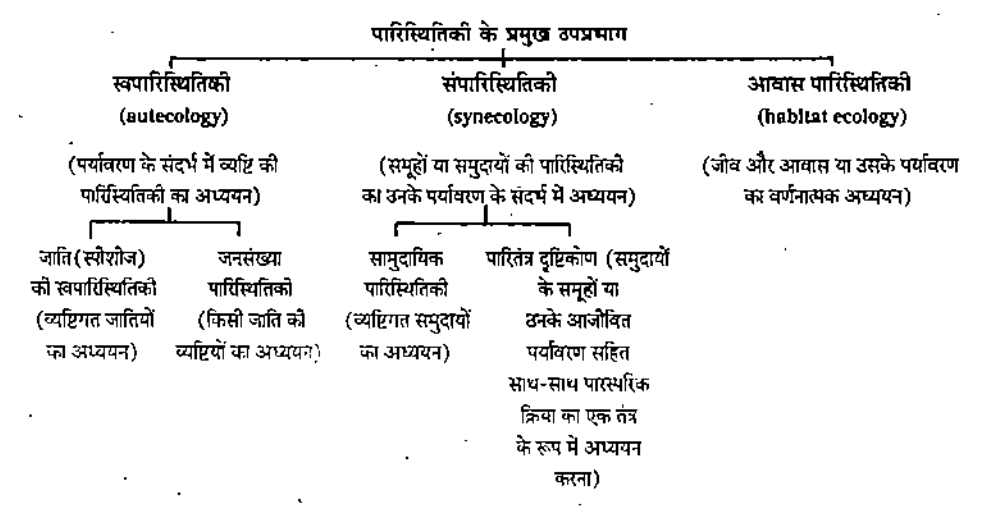 पारिस्थितिकी के प्रमुख उपप्रभाग
स्वपारिस्थितिकी
(autecology)
(पर्यावरण के संदर्भ में व्यष्टि की
पारिस्थितिकी का अध्ययन)
जाति (स्पीशीज)
की स्वपारिस्थितिकी
(व्यष्टिगत जातियों
का अध्ययन)
जनसंख्या
पारिस्थितिकी
(किसी जाति की
व्यष्टियों का अध्ययन)
संपारिस्थितिकी
(synecology)
(समूहों या समुदायों की पारिस्थितिकी
का उनके पर्यावरण के संदर्भ में अध्ययन)
सामुदायिक
पारिस्थितिकी
(व्यष्टिगत समुदायों
का अध्ययन)
पारितंत्र दृष्टिकोण (समुदायों
के समूहों या
उनके आजीवित
पर्यावरण सहित
साथ-साथ पारस्परिक
क्रिया का एक तंत्र
के रूप में अध्ययन
करना)
आवास पारिस्थितिकी
(habitat ecology)
(जीव और आवास या उसके पर्यावरण
का वर्णनात्मक अध्ययन)